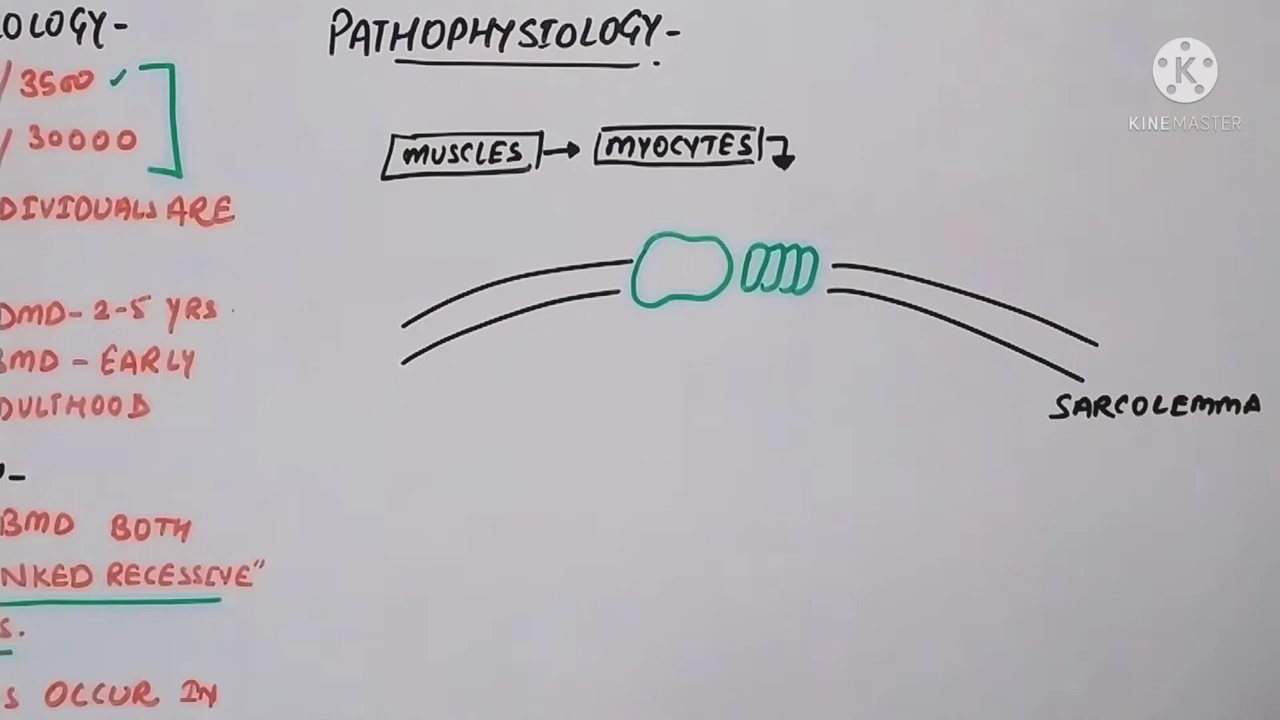 OLOGY-
/ 3500 ✓
/ 30000
DIVIDUALS ARE
DMD - 2-5 YRS
BMD - EARLY
DULTHOOD
-
BMD BOTH
NKED RECESSIVE"
S.
S OCCUR IN
PATHOPHYSIOLOGY-
MUSCLES → MYOCYTES
SARCOLEMMA
K
KINEMASTER